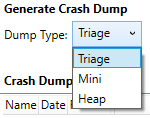 Generate Crash Dump
Dump Type: Triage
Triage
Mini
Heap
Crash Dump
Name Date